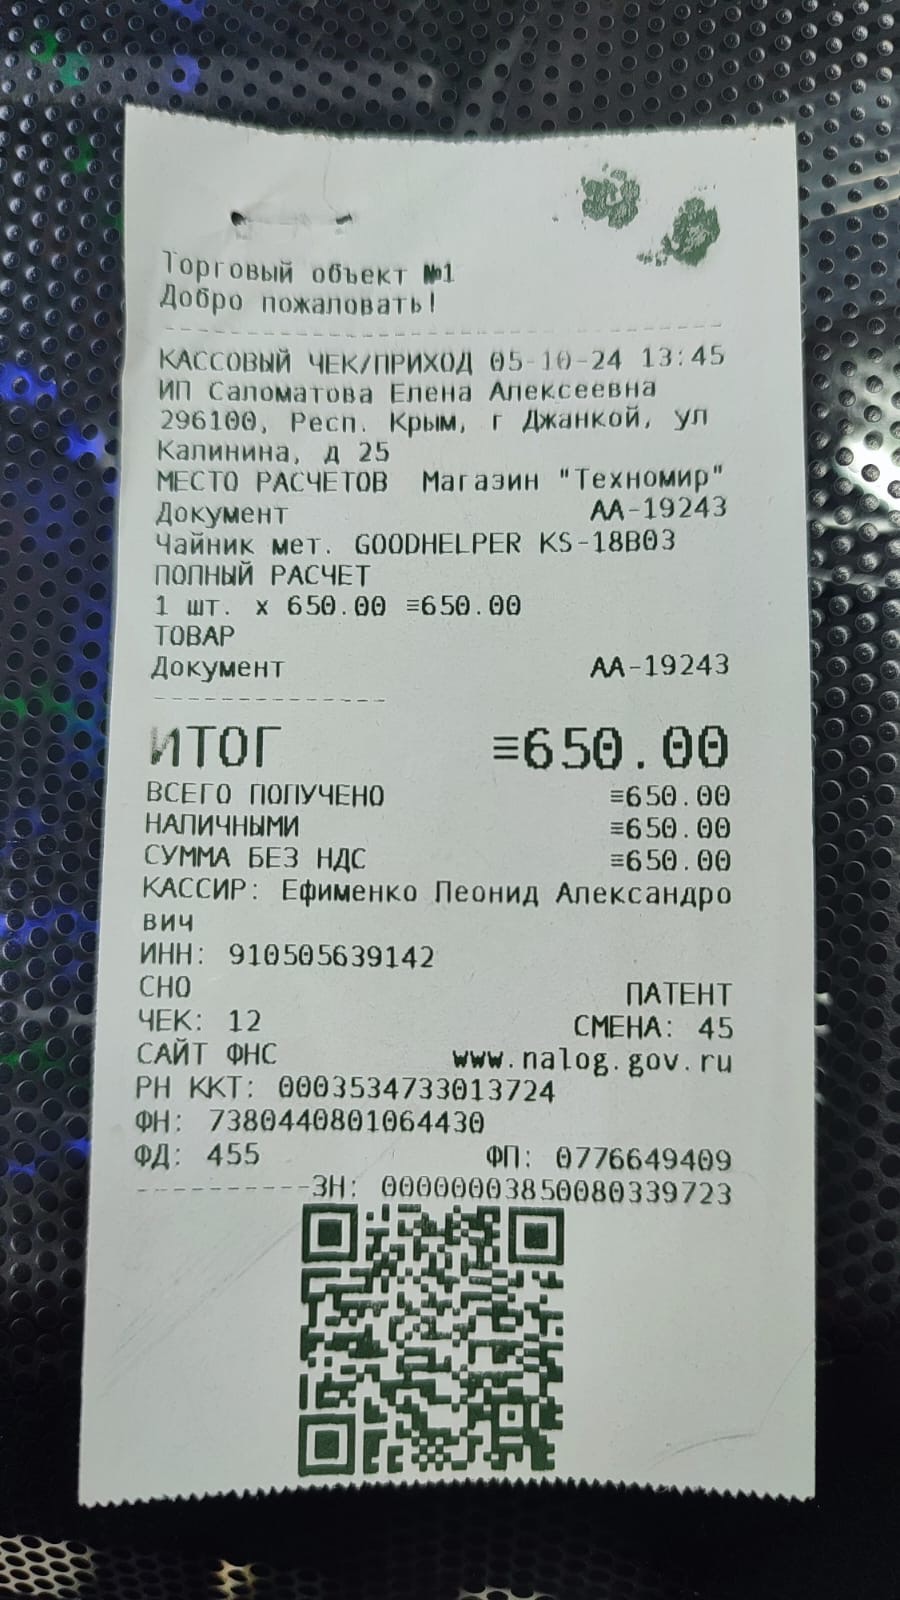 Торговый объект №1
Добро пожаловать!
КАССОВЫЙ ЧЕК/ПРИХОД 05-10-24 13:45
ИП Саломатова Елена Алексеевна
296100, Респ. Крым, г Джанкой, ул
Калинина, д 25
МЕСТО РАСЧЕТОВ Магазин "Техномир"
Документ АА-19243
Чайник мет. GOODHELPER KS-18B03
ПОЛНЫЙ РАСЧЕТ
1 шт. x 650.00 ≡650.00
ТОВАР
Документ АА-19243
ИТОГ ≡650.00
ВСЕГО ПОЛУЧЕНО ≡650.00
НАЛИЧНЫМИ ≡650.00
СУММА БЕЗ НДС ≡650.00
КАССИР: Ефименко Леонид Александро
вич
ИНН: 910505639142
СНО ПАТЕНТ
ЧЕК: 12 СМЕНА: 45
САЙТ ФНС www.nalog.gov.ru
РН ККТ: 0003534733013724
ФН: 7380440801064430
ФД: 455 ФП: 0776649409
ЗН: 00000003850080339723